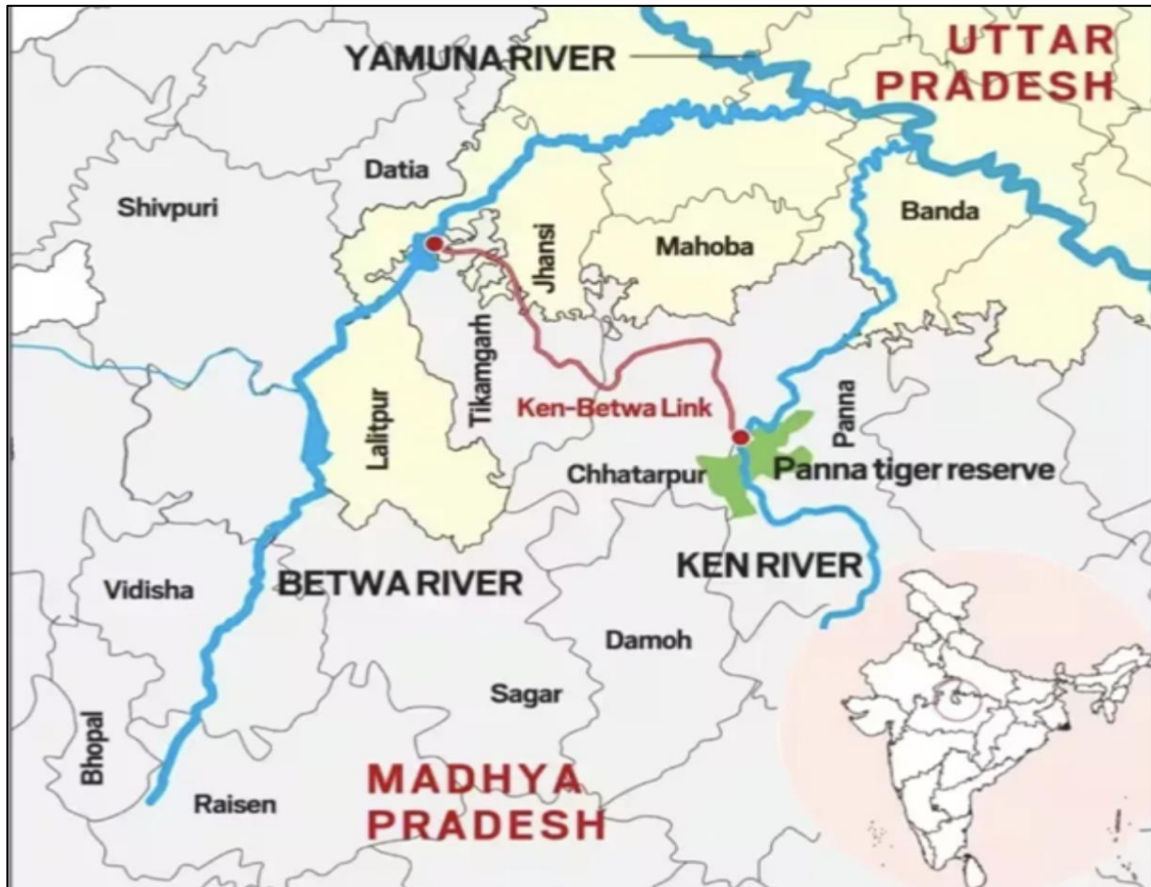 UTTAR
PRADESH
YAMUNA RIVER
Datia
Shivpuri
Banda
Jhansi
Mahoba
Tikamgarh
Ken-Betwa Link
Panna
Lalitpur
Chhatarpur
Panna tiger reserve
KEN RIVER
BETWA RIVER
Vidisha
Damoh
Sagar
Bhopal
MADHYA
PRADESH
Raisen